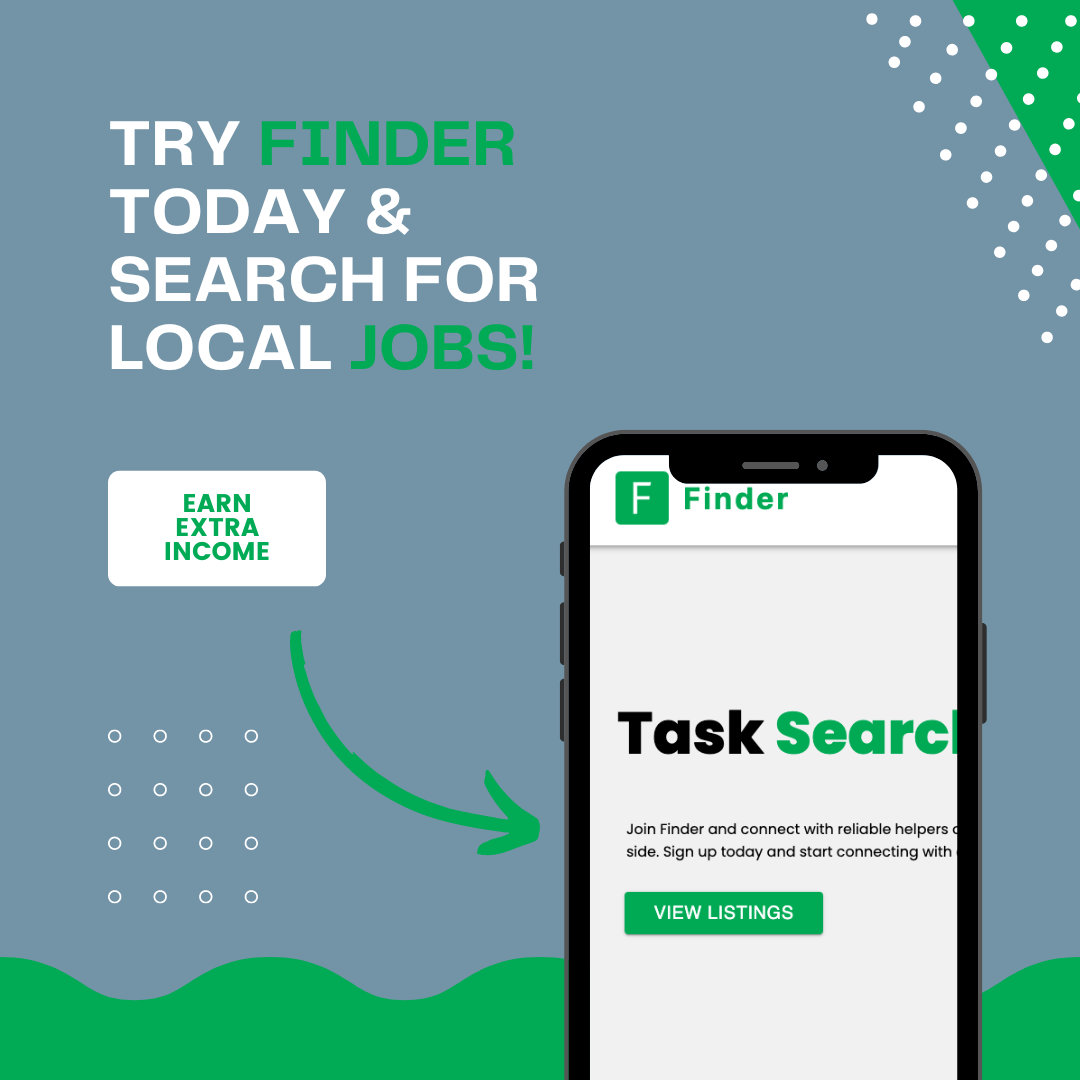 TRY FINDER
TODAY &
SEARCH FOR
LOCAL JOBS!
EARN
EXTRA
INCOME
F Finder
Task Search
Join Finder and connect with reliable helpers
side. Sign up today and start connecting with
VIEW LISTINGS